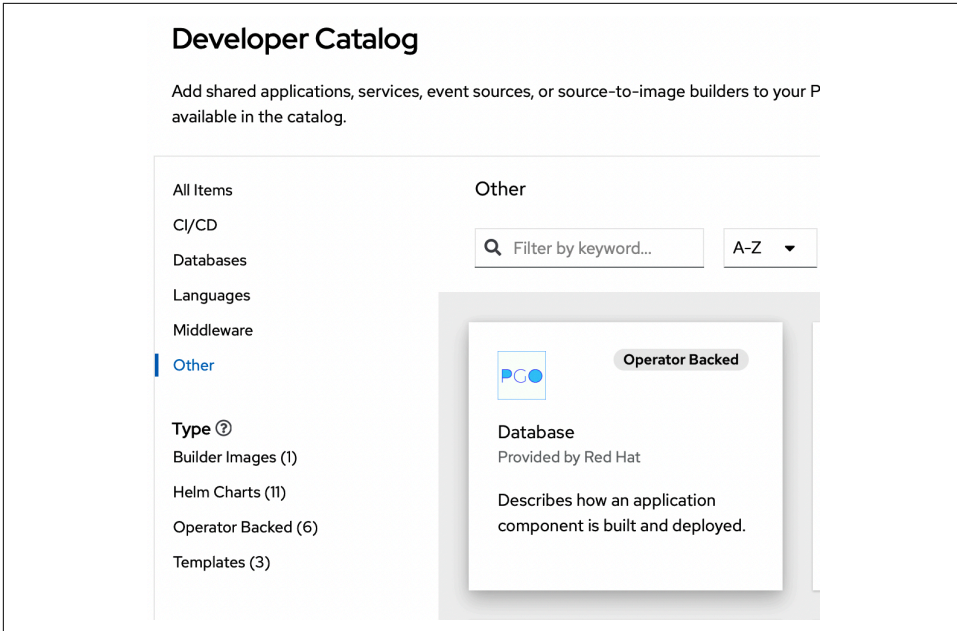 Developer Catalog
Add shared applications, services, event sources, or source-to-image builders to your P
available in the catalog.
All Items
CI/CD
Databases
Languages
Middleware
Other
Type
Builder Images (1)
Helm Charts (11)
Operator Backed (6)
Templates (3)
Other
Filter by keyword...
A-Z
Operator Backed
PGO
Database
Provided by Red Hat
Describes how an application
component is built and deployed.